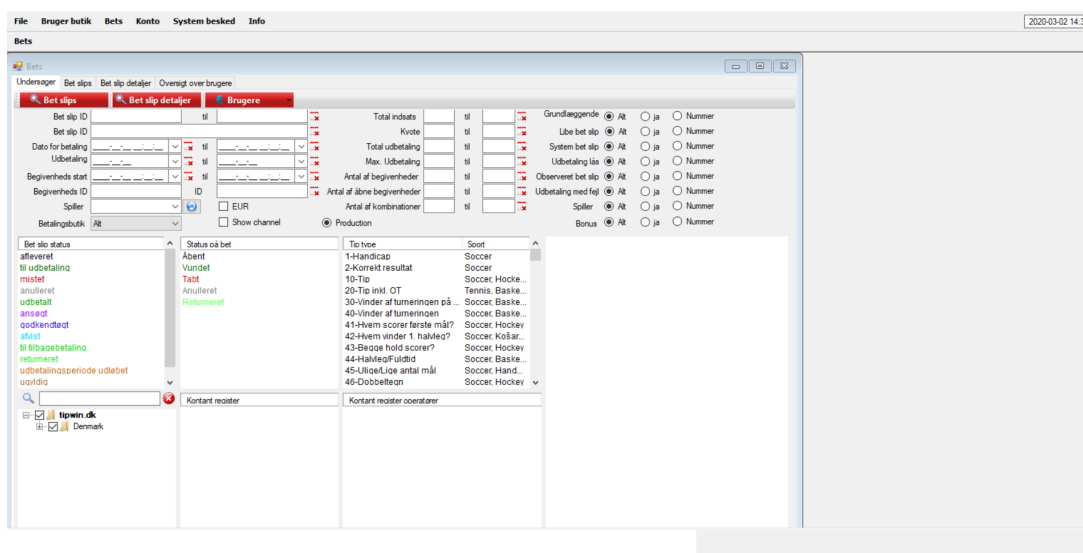 File Bruger butik Bets Konto System besked Info 2020-03-02 14:3
Bets
Bets
Undersøger Bet slips Bet slip detaljer Oversigt over brugere
Bet slips Bet slip detaljer Brugere
Bet slip ID til Total indsats til Grundlæggende Alt ja Nummer
Bet slip ID Kvote til Libe bet slip Alt ja Nummer
Dato for betaling til Total udbetaling til System bet slip Alt ja Nummer
Udbetaling til Max. Udbetaling til Udbetaling lås Alt ja Nummer
Begivenheds start til Antal af begivenheder til Observeret bet slip Alt ja Nummer
Begivenheds ID ID Antal af åbne begivenheder til Udbetaling med fejl Alt ja Nummer
Spiller EUR Antal af kombinationer til Spiller Alt ja Nummer
Betalingsbutik Alt Show channel Production Bonus Alt ja Nummer
Bet slip status Status på bet Tip type Sport
afleveret Åbent 1-Handicap Soccer
til udbetaling Vundet 2-Korrekt resultat Soccer
mistet Tabt 10-Tip Soccer, Hocke...
anulleret Anulleret 20-Tip inkl. OT Tennis, Baske...
udbetalt Returneret 30-Vinder af turneringen på ... Soccer, Baske...
ansøgt 40-Vinder af turneringen Soccer, Baske...
godkendtøgt 41-Hvem scorer første mål? Soccer, Hockey
afvist 42-Hvem vinder 1. halvleg? Soccer, Košar...
til tilbagebetaling 43-Begge hold scorer? Soccer, Hockey
returneret 44-Halvleg/Fuldtid Soccer, Baske...
udbetalingsperiode udløbet 45-Ulige/Lige antal mål Soccer, Hand...
ugyldig 46-Dobbelttegn Soccer, Hockey
Kontant register Kontant register operatører
tipwin.dk
Denmark